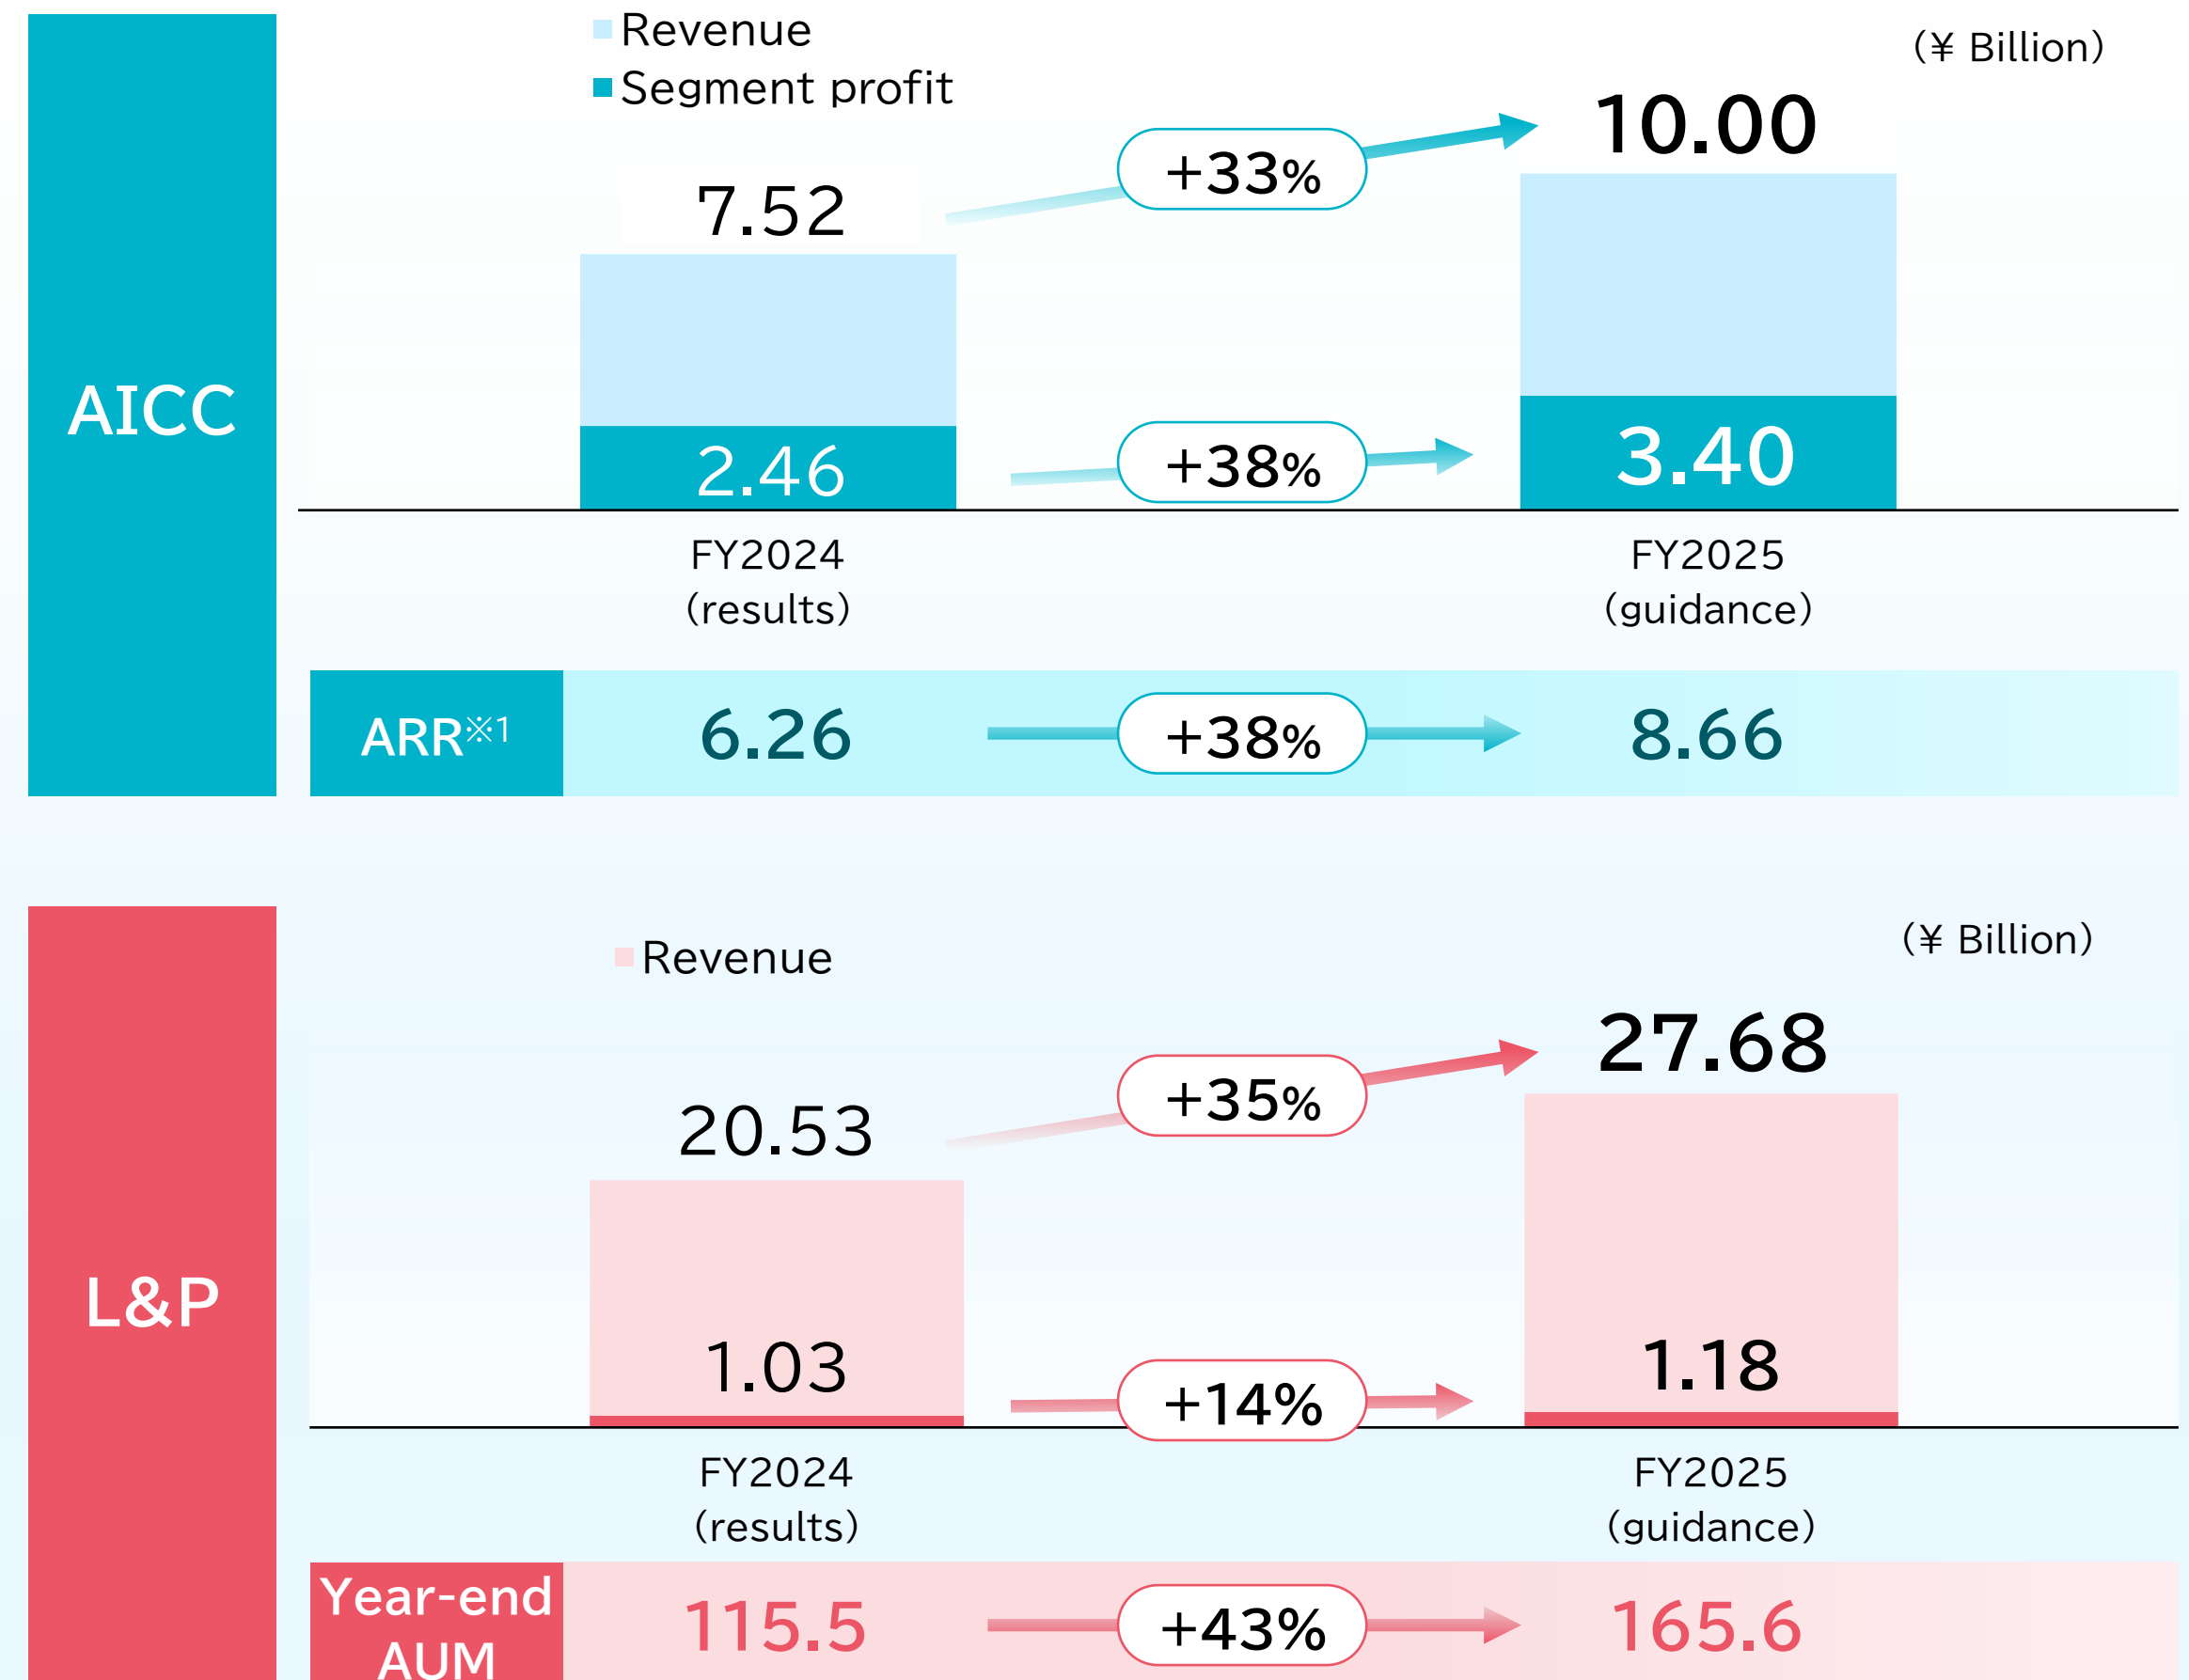 AICC
Revenue
Segment profit
(¥ Billion)
7.52
+33%
10.00
2.46
+38%
3.40
FY2024
(results)
FY2025
(guidance)
ARR※1
6.26
+38%
8.66
L&P
Revenue
(¥ Billion)
20.53
+35%
27.68
1.03
+14%
1.18
FY2024
(results)
FY2025
(guidance)
Year-end
AUM
115.5
+43%
165.6